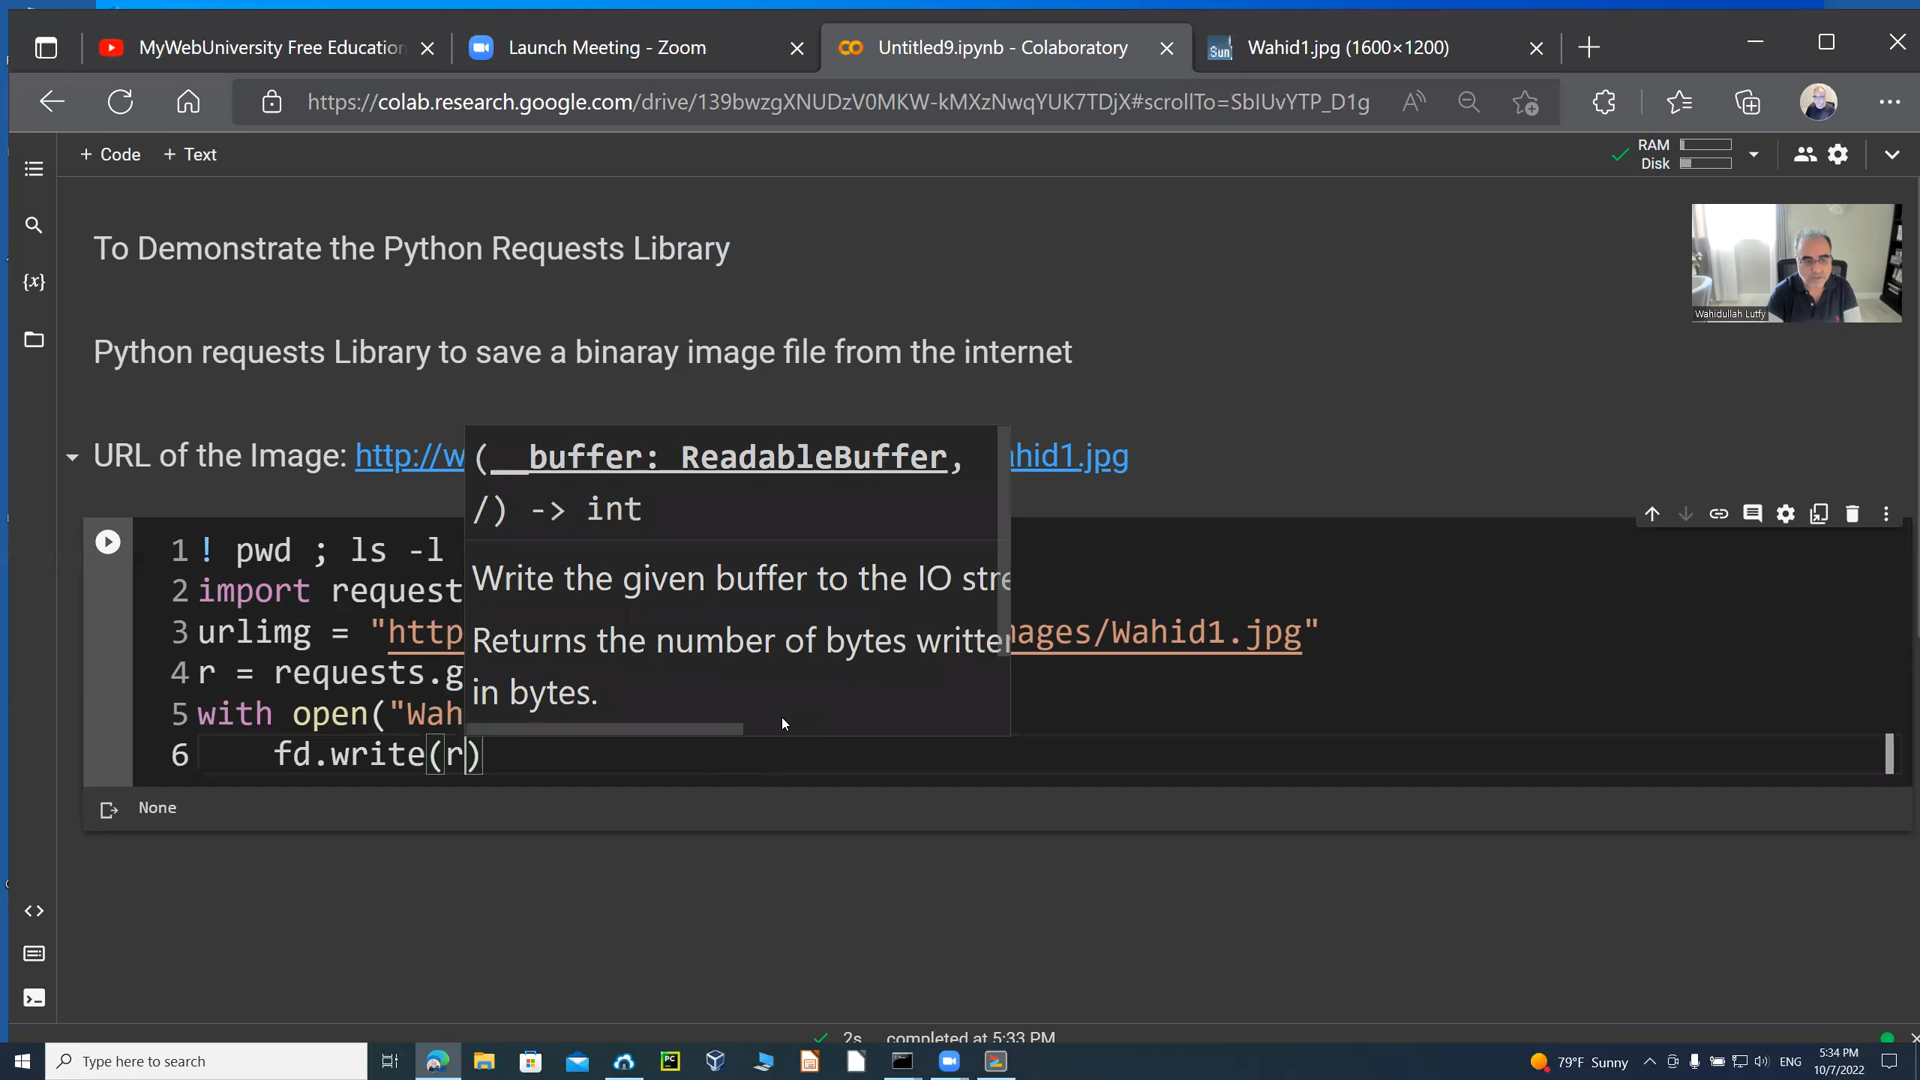 MyWebUniversity Free Education
Launch Meeting - Zoom
Untitled9.ipynb - Colaboratory
Sun
Wahid1.jpg (1600×1200)
https://colab.research.google.com/drive/139bwzgXNUDzV0MKW-kMXzNwqYUK7TDjX#scrollTo=SbIUvYTP_D1g
+ Code + Text
RAM
Disk
To Demonstrate the Python Requests Library
Wahidullah Lutfy
Python requests Library to save a binaray image file from the internet
URL of the Image: http://w ahid1.jpg
(__buffer: ReadableBuffer,
/) -> int
Write the given buffer to the IO stre
Returns the number of bytes writte
in bytes.
1 ! pwd ; ls -l
2 import request
3 urlimg = "http mages/Wahid1.jpg"
4 r = requests.g
5 with open("Wah
6 fd.write(r)
None
2s completed at 5:33 PM
Type here to search
79°F Sunny
ENG
5:34 PM
10/7/2022